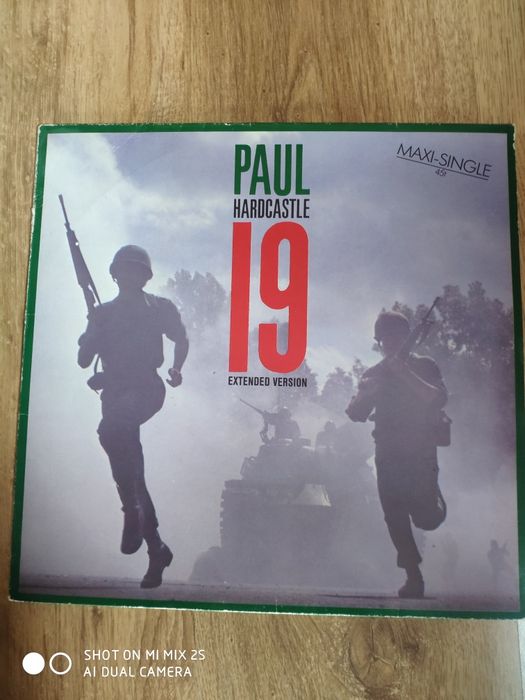 PAUL
HARDCASTLE
19
EXTENDED VERSION
MAXI-SINGLE
45
SHOT ON MI MIX 2S
AI DUAL CAMERA